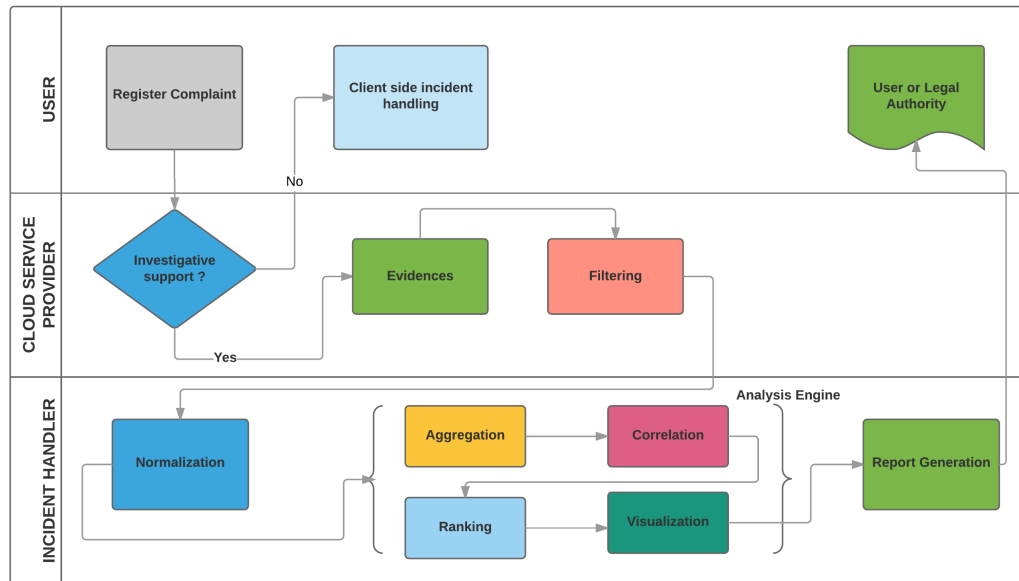 USER
Register Complaint
Client side incident
handling
User or Legal
Authority
No
CLOUD SERVICE
PROVIDER
Investigative
support ?
Evidences
Filtering
Yes
INCIDENT HANDLER
Analysis Engine
Normalization
Aggregation
Correlation
Report Generation
Ranking
Visualization